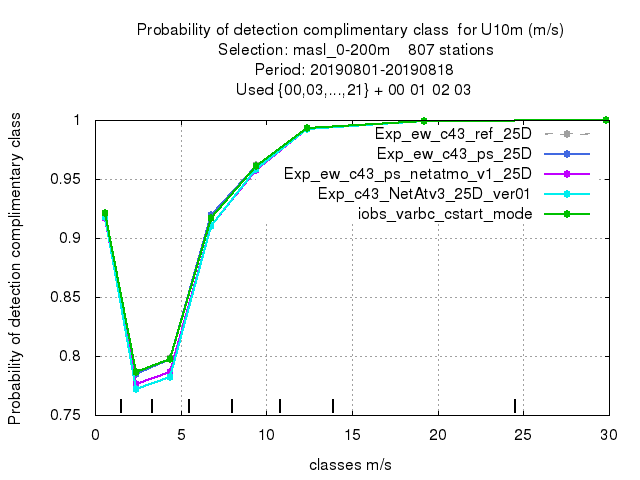 Probability of detection complimentary class  for U10m (m/s)
Selection: masl_0-200m    807 stations
Period: 20190801-20190818
Used {00,03,...,21} + 00 01 02 03
Probability of detection complimentary class
1
0.95
0.9
0.85
0.8
0.75
Exp_ew_c43_ref_25D
Exp_ew_c43_ps_25D
Exp_ew_c43_ps_netatmo_v1_25D
Exp_c43_NetAtv3_25D_ver01
iobs_varbc_cstart_mode
0 5 10 15 20 25 30
classes m/s